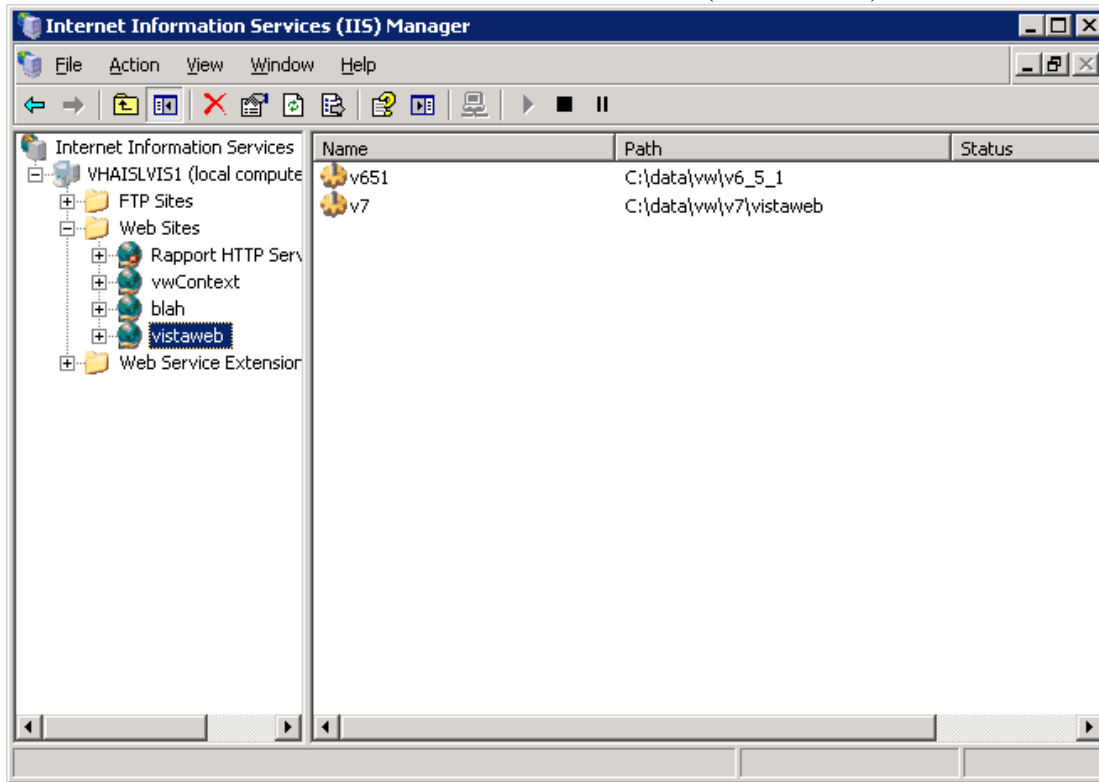 Internet Information Services (IIS) Manager
File Action View Window Help
Internet Information Services
VHAISLVIS1 (local compute
FTP Sites
Web Sites
Rapport HTTP Serv
vwContext
blah
vistaweb
Web Service Extension
Name Path Status
v651 C:\data\vw\v6_5_1
v7 C:\data\vw\v7\vistaweb